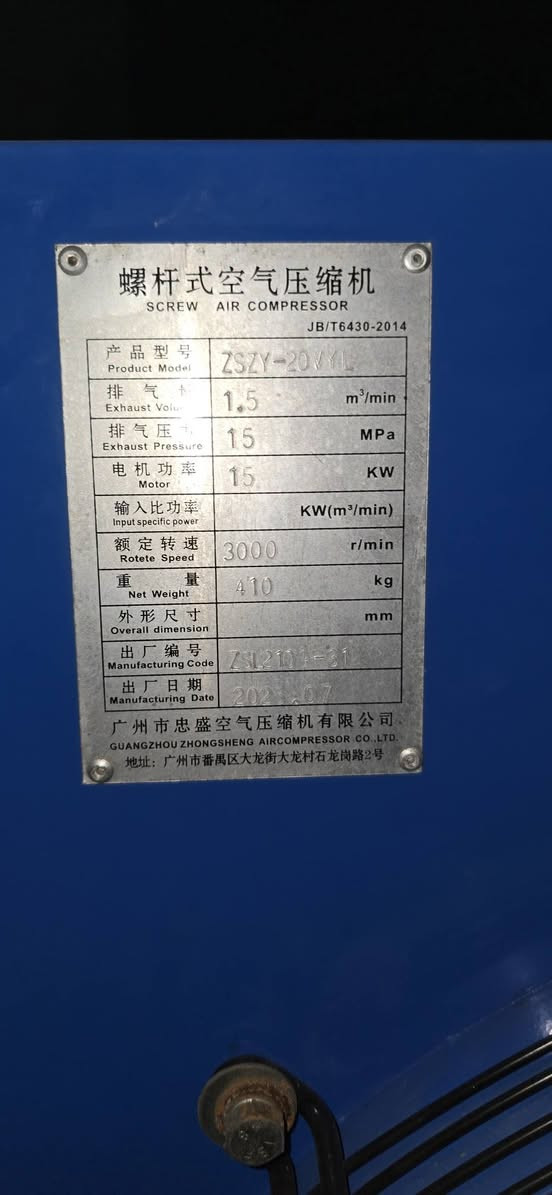 螺杆式空气压缩机
SCREW AIR COMPRESSOR
JB/T6430-2014
产品型号
Product Model
排气
Exhaust
1.5 m³/min
排气压
Exhaust Pressure
15 MPa
电机功率
Motor
15 KW
输入比功率
Input specific power
KW(m³/min)
额定转速
Rotete Speed
3000 r/min
重量
Net Weight
410 kg
外形尺寸
Overall dimension
mm
出厂编号
Manufacturing Code
出厂日期
Manufacturing Date
广州市忠盛空气压缩机有限公司
GUANGZHOU ZHONGSHENG AIRCOMPRESSOR CO.,LTD.
地址：广州市番禺区大龙街大龙村石龙岗路2号